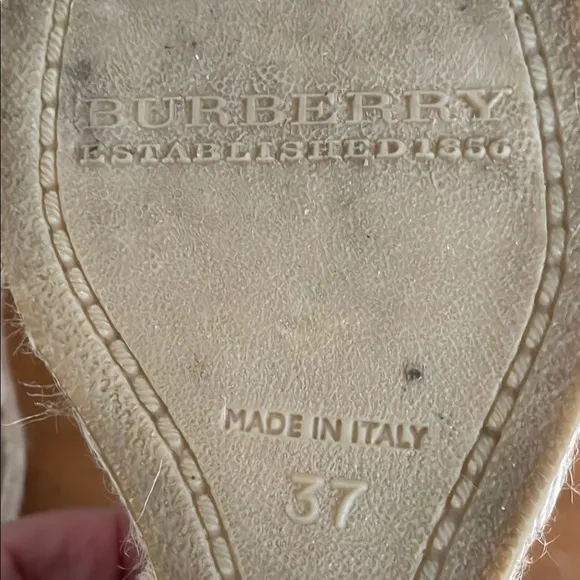 BURBERRY
ESTABLISHED 1856
MADE IN ITALY
37